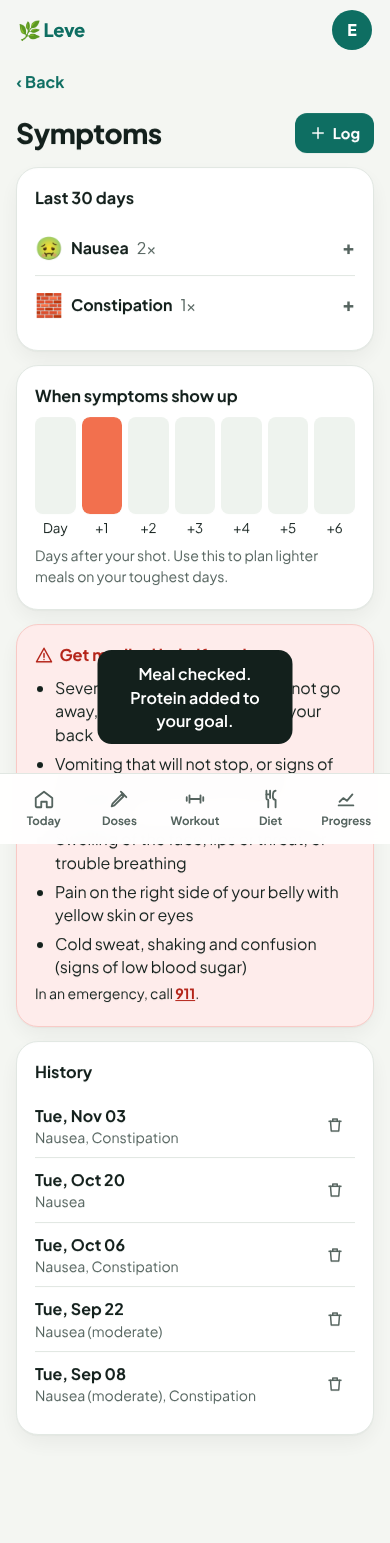 Leve
E
‹ Back
Symptoms
+ Log
Last 30 days
Nausea 2×
+
Constipation 1×
+
When symptoms show up
Day +1 +2 +3 +4 +5 +6
Days after your shot. Use this to plan lighter
meals on your toughest days.
Get
Meal checked.
Protein added to
your goal.
not go
away, your
back
Vomiting that will not stop, or signs of
Today Doses Workout Diet Progress
trouble breathing
Pain on the right side of your belly with
yellow skin or eyes
Cold sweat, shaking and confusion
(signs of low blood sugar)
In an emergency, call 911.
History
Tue, Nov 03
Nausea, Constipation
Tue, Oct 20
Nausea
Tue, Oct 06
Nausea, Constipation
Tue, Sep 22
Nausea (moderate)
Tue, Sep 08
Nausea (moderate), Constipation